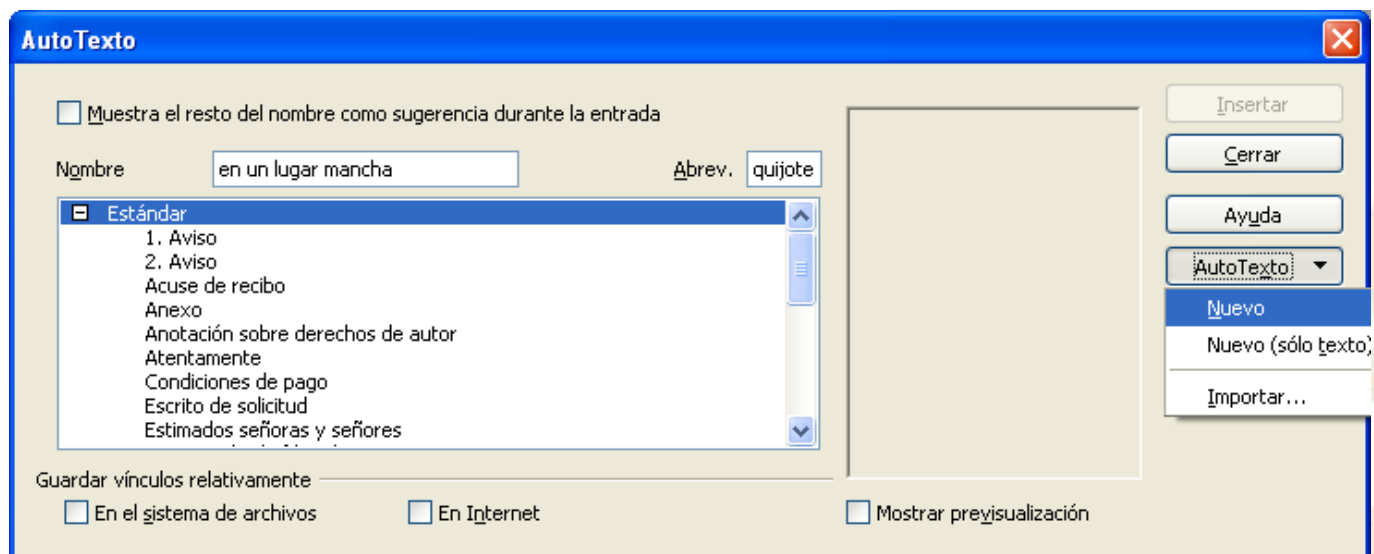 AutoTexto
Muestra el resto del nombre como sugerencia durante la entrada
Insertar
Nombre en un lugar mancha Abrev. quijote
Cerrar
Estándar
Ayuda
1. Aviso
2. Aviso
AutoTexto
Acuse de recibo
Anexo
Nuevo
Anotación sobre derechos de autor
Nuevo (sólo texto)
Atentamente
Condiciones de pago
Importar...
Escrito de solicitud
Estimados señoras y señores
Guardar vínculos relativamente
En el sistema de archivos En Internet Mostrar previsualización